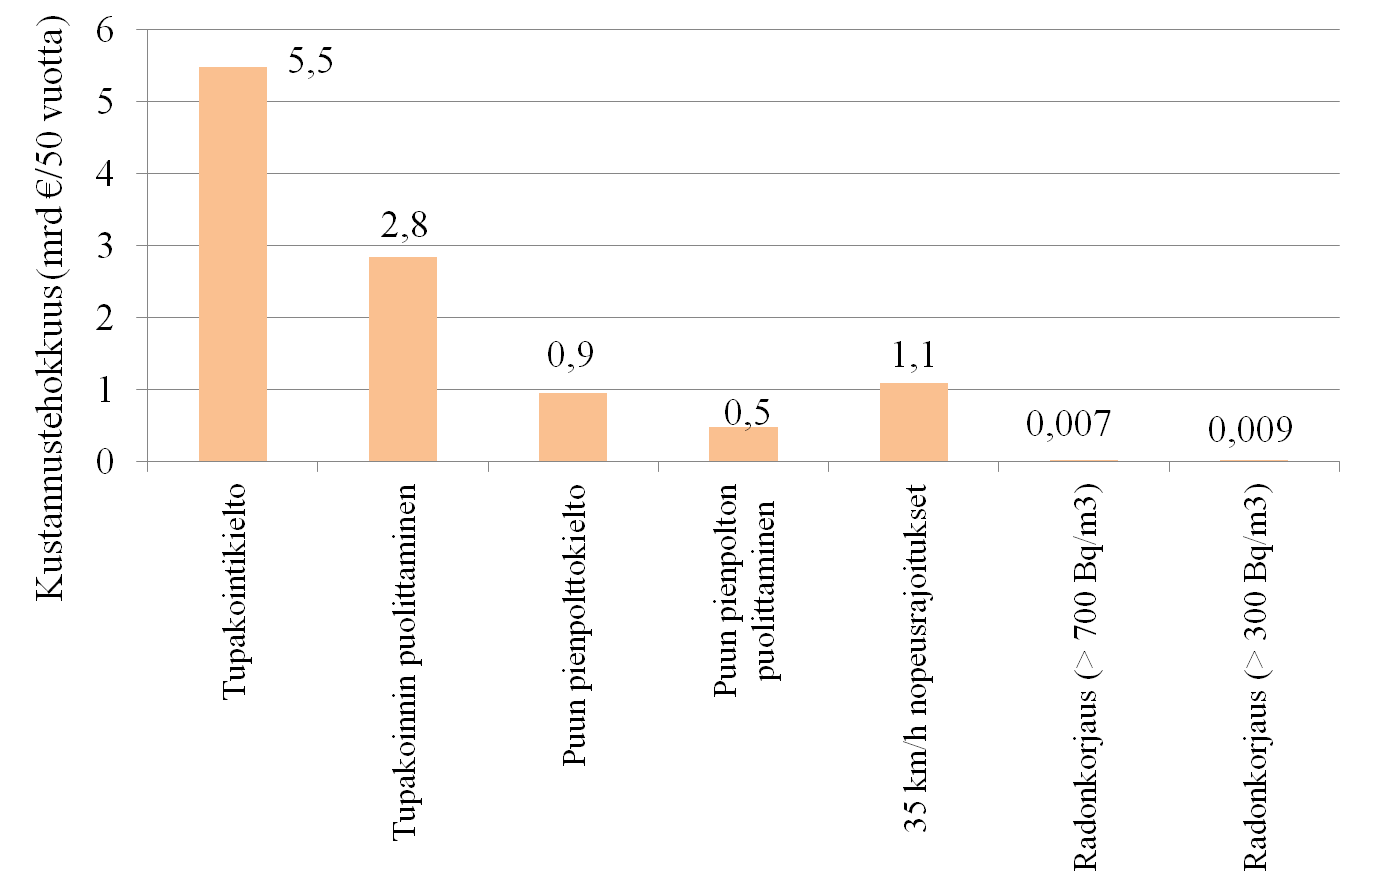 Kustannustehokkuus (mrd €/50 vuotta)
6
5
4
3
2
1
0
5,5
2,8
0,9
0,5
1,1
0,007
0,009
Tupakointikielto
Tupakoinnin puolittaminen
Puun pienpolttokielto
Puun pienpolton
puolittaminen
35 km/h nopeusrajoitukset
Radonkorjaus (> 700 Bq/m3)
Radonkorjaus (> 300 Bq/m3)